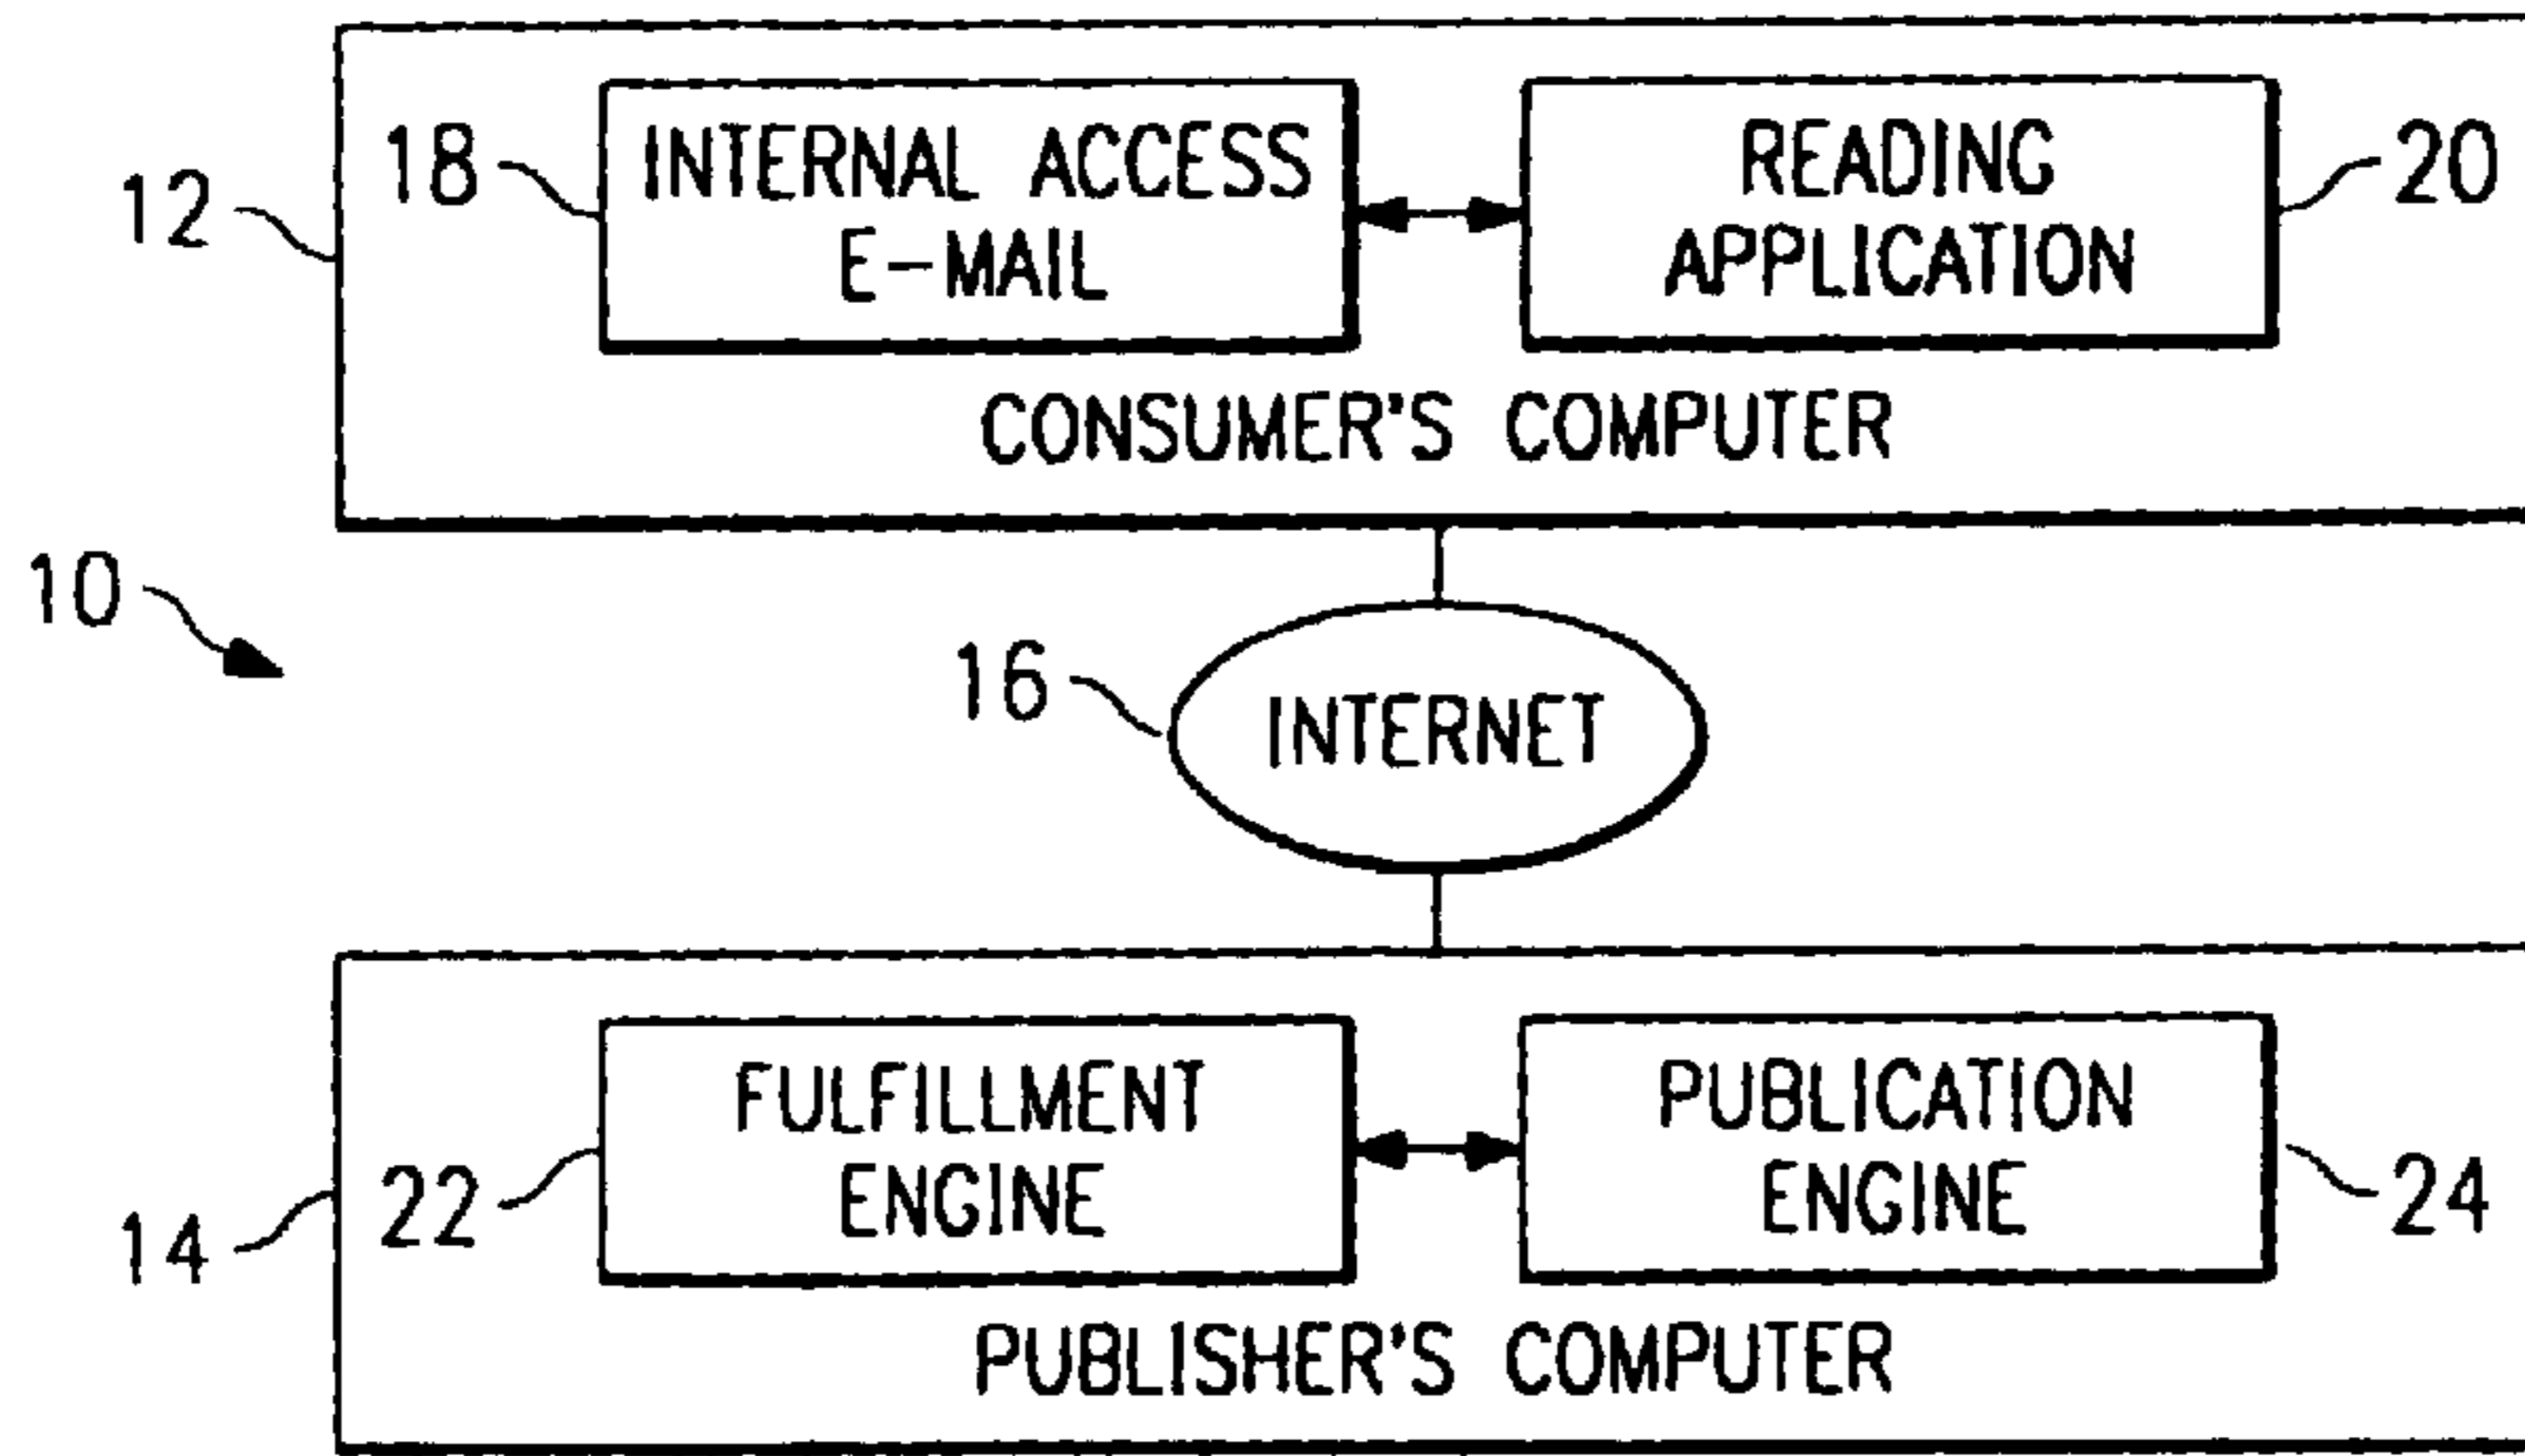 12
18
INTERNAL ACCESS
E-MAIL
READING
APPLICATION
20
CONSUMER'S COMPUTER
10
16
INTERNET
14
22
FULFILLMENT
ENGINE
PUBLICATION
ENGINE
24
PUBLISHER'S COMPUTER